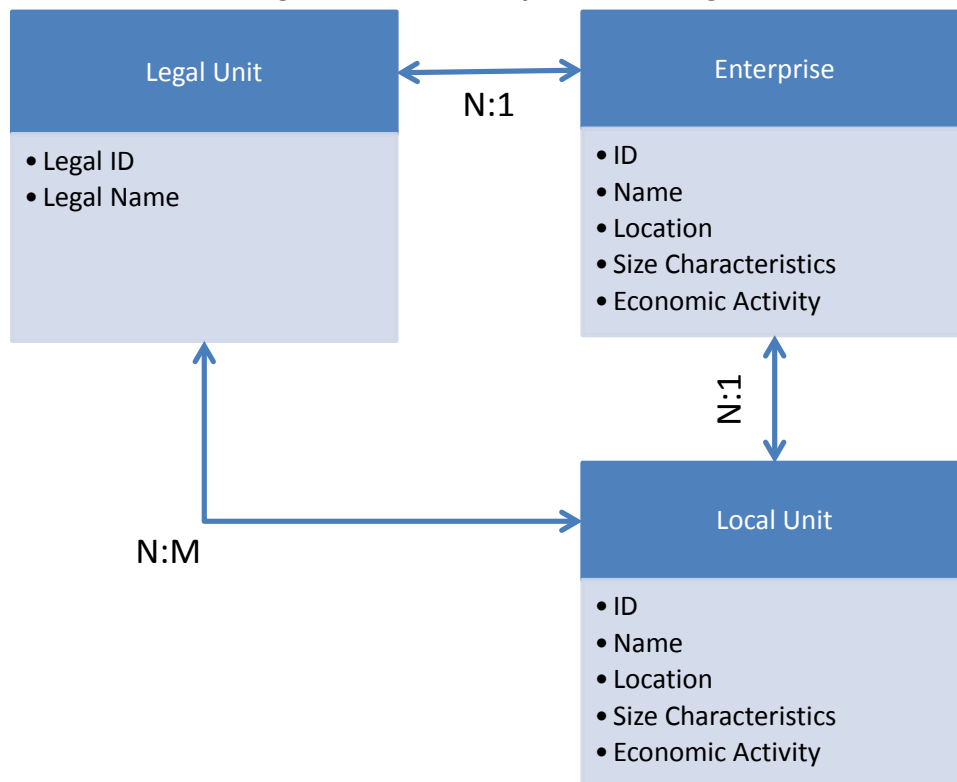 Legal Unit
• Legal ID
• Legal Name
N:1
Enterprise
• ID
• Name
• Location
• Size Characteristics
• Economic Activity
N:1
N:M
Local Unit
• ID
• Name
• Location
• Size Characteristics
• Economic Activity